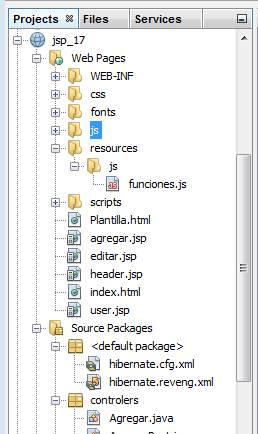 Projects Files Services
jsp_17
Web Pages
WEB-INF
css
fonts
js
resources
js
funciones.js
scripts
Plantilla.html
agregar.jsp
editar.jsp
header.jsp
index.html
user.jsp
Source Packages
<default package>
hibernate.cfg.xml
hibernate.reveng.xml
controlers
Agregar.java